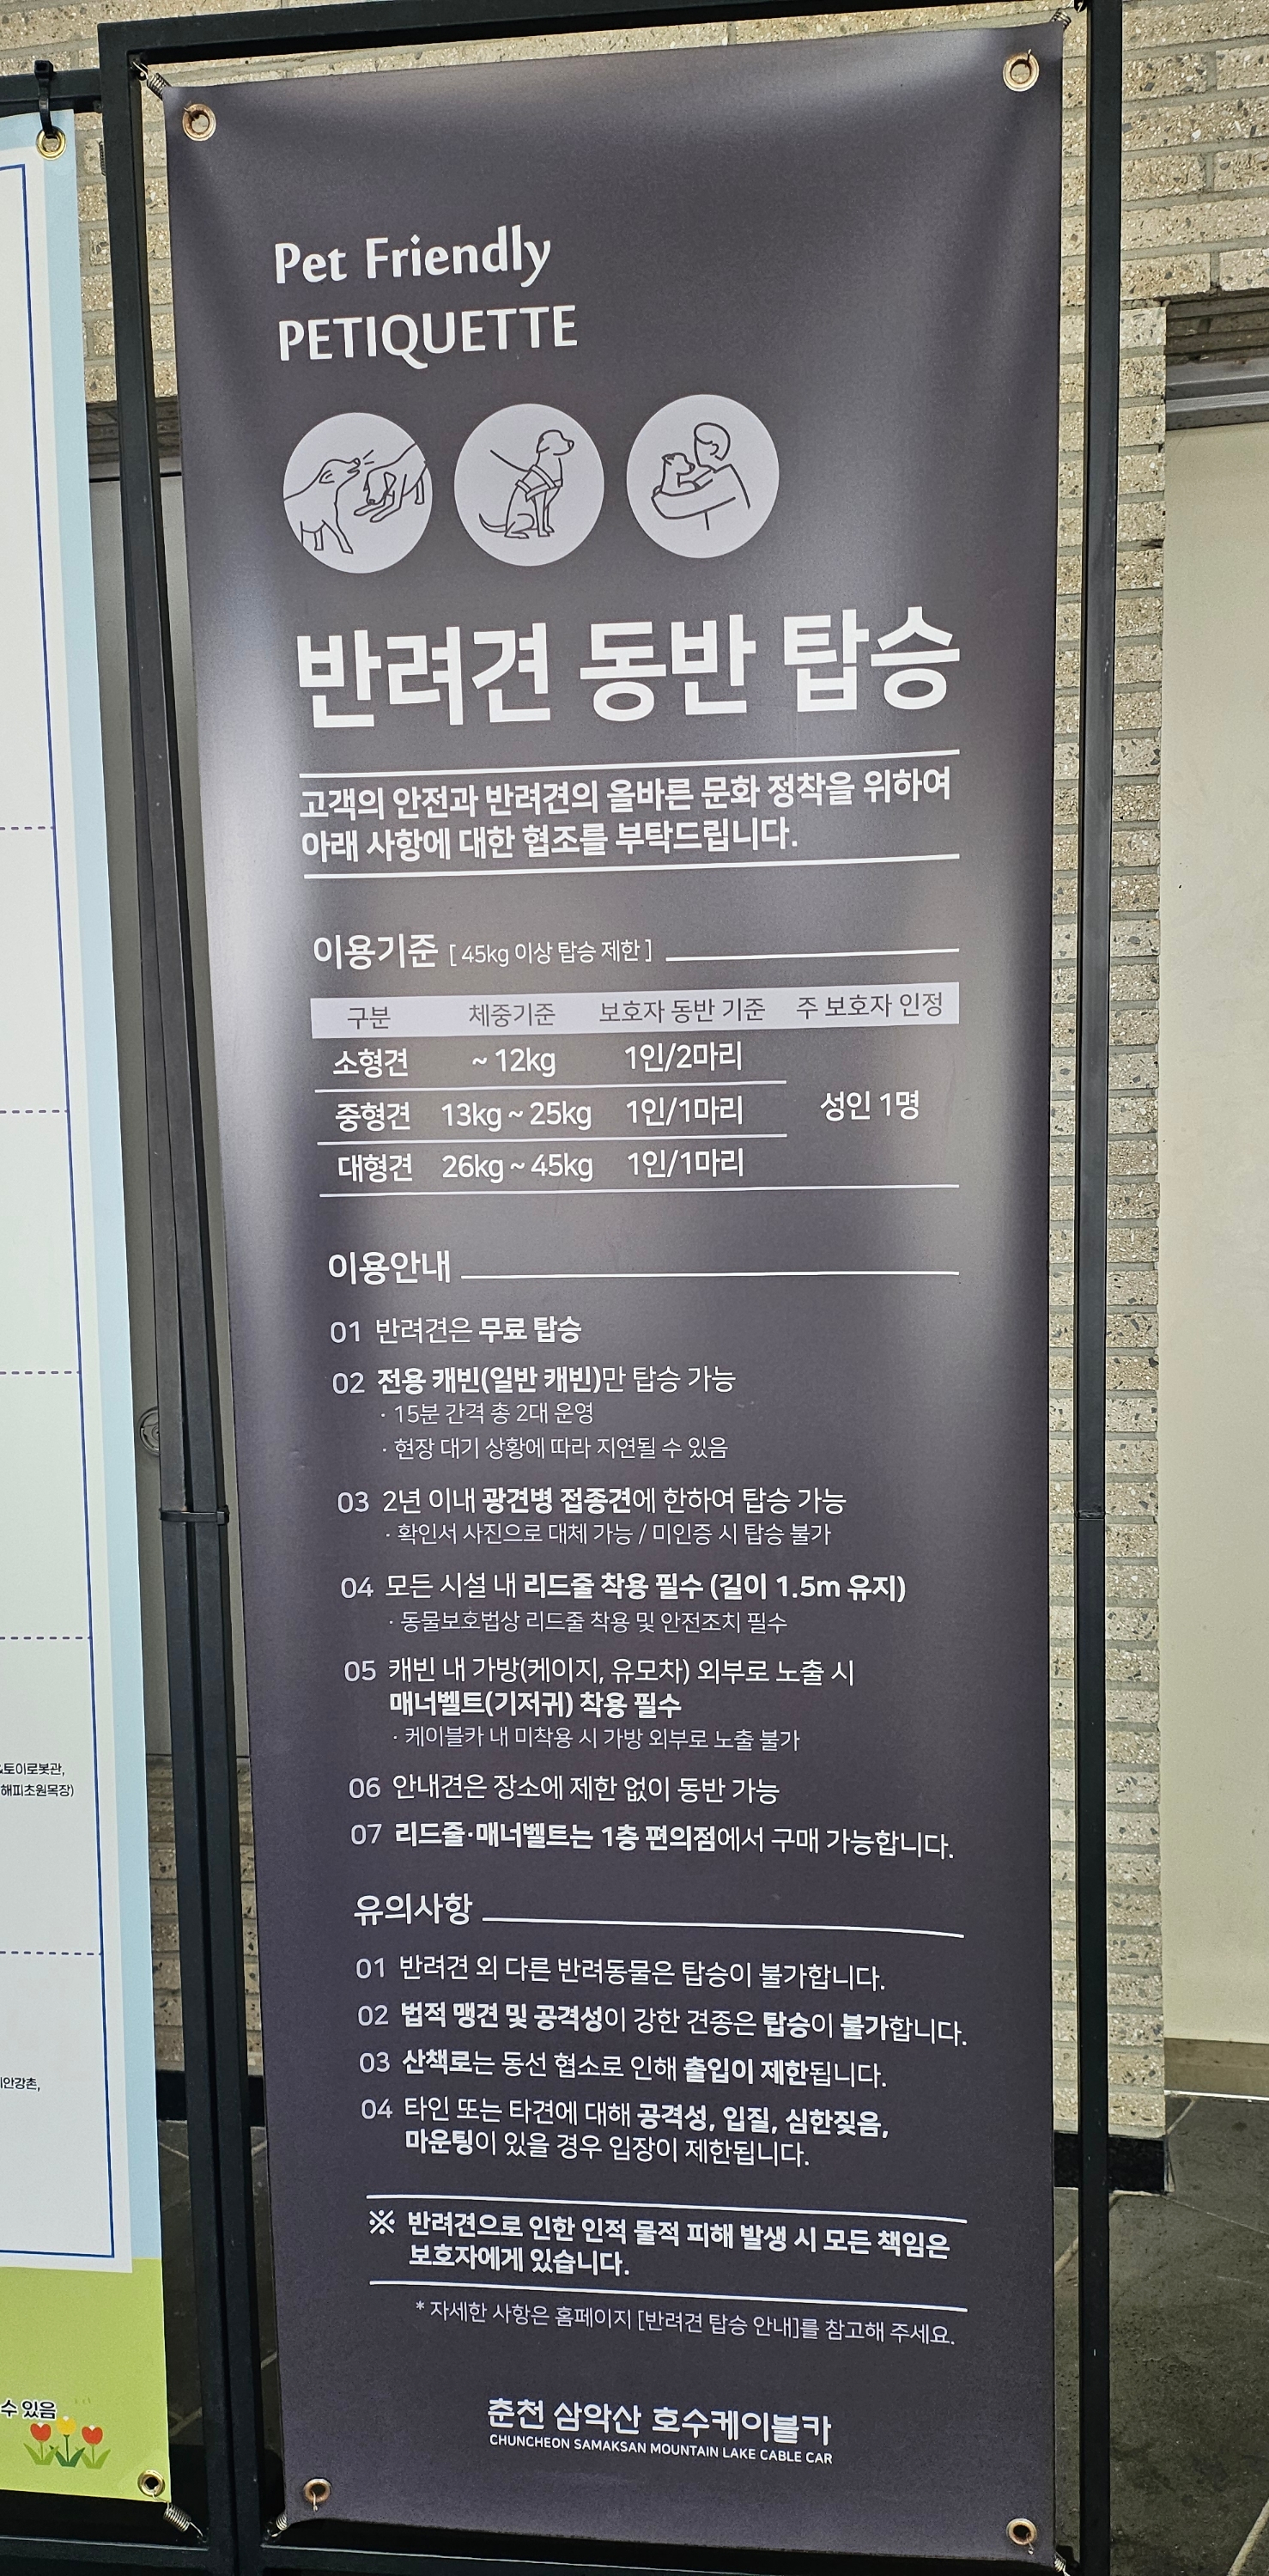 Pet Friendly
PETIQUETTE
반려견 동반 탑승
고객의 안전과 반려견의 올바른 문화 정착을 위하여
아래 사항에 대한 협조를 부탁드립니다.
이용기준 [ 45kg 이상 탑승 제한 ]
구분 체중기준 보호자 동반 기준 주 보호자 인정
소형견 ~ 12kg 1인/2마리
중형견 13kg ~ 25kg 1인/1마리 성인 1명
대형견 26kg ~ 45kg 1인/1마리
이용안내
01 반려견은 무료 탑승
02 전용 캐빈(일반 캐빈)만 탑승 가능
· 15분 간격 총 2대 운영
· 현장 대기 상황에 따라 지연될 수 있음
03 2년 이내 광견병 접종견에 한하여 탑승 가능
· 확인서 사진으로 대체 가능 / 미인증 시 탑승 불가
04 모든 시설 내 리드줄 착용 필수 (길이 1.5m 유지)
· 동물보호법상 리드줄 착용 및 안전조치 필수
05 캐빈 내 가방(케이지, 유모차) 외부로 노출 시
매너벨트(기저귀) 착용 필수
· 케이블카 내 미착용 시 가방 외부로 노출 불가
06 안내견은 장소에 제한 없이 동반 가능
07 리드줄·매너벨트는 1층 편의점에서 구매 가능합니다.
유의사항
01 반려견 외 다른 반려동물은 탑승이 불가합니다.
02 법적 맹견 및 공격성이 강한 견종은 탑승이 불가합니다.
03 산책로는 동선 협소로 인해 출입이 제한됩니다.
04 타인 또는 타견에 대해 공격성, 입질, 심한짖음,
마운팅이 있을 경우 입장이 제한됩니다.
※ 반려견으로 인한 인적 물적 피해 발생 시 모든 책임은
보호자에게 있습니다.
* 자세한 사항은 홈페이지 [반려견 탑승 안내]를 참고해 주세요.
춘천 삼악산 호수케이블카
CHUNCHEON SAMAKSAN MOUNTAIN LAKE CABLE CAR
토이로봇관,
해피초원목장)
안강촌,
수 있음